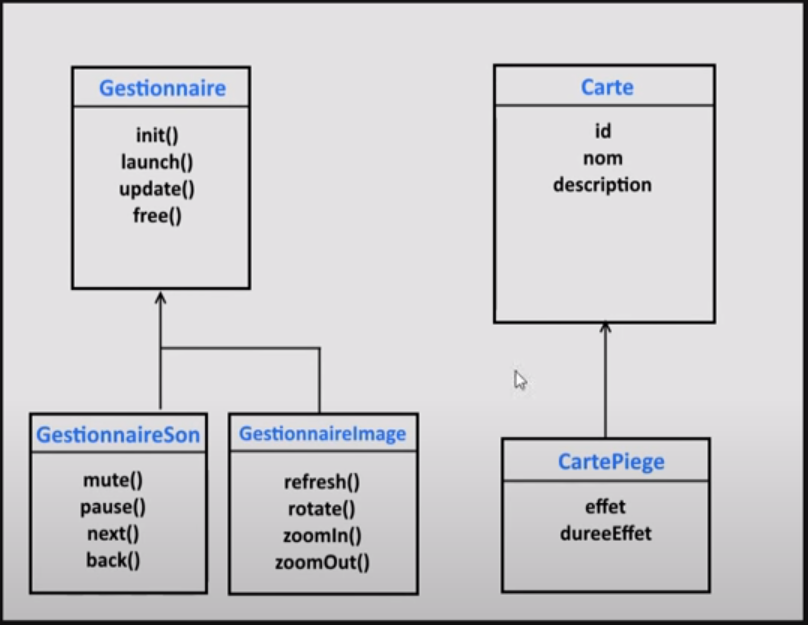 Gestionnaire
init()
launch()
update()
free()
Carte
id
nom
description
GestionnaireSon
mute()
pause()
next()
back()
GestionnaireImage
refresh()
rotate()
zoomIn()
zoomOut()
CartePiege
effet
dureeEffet